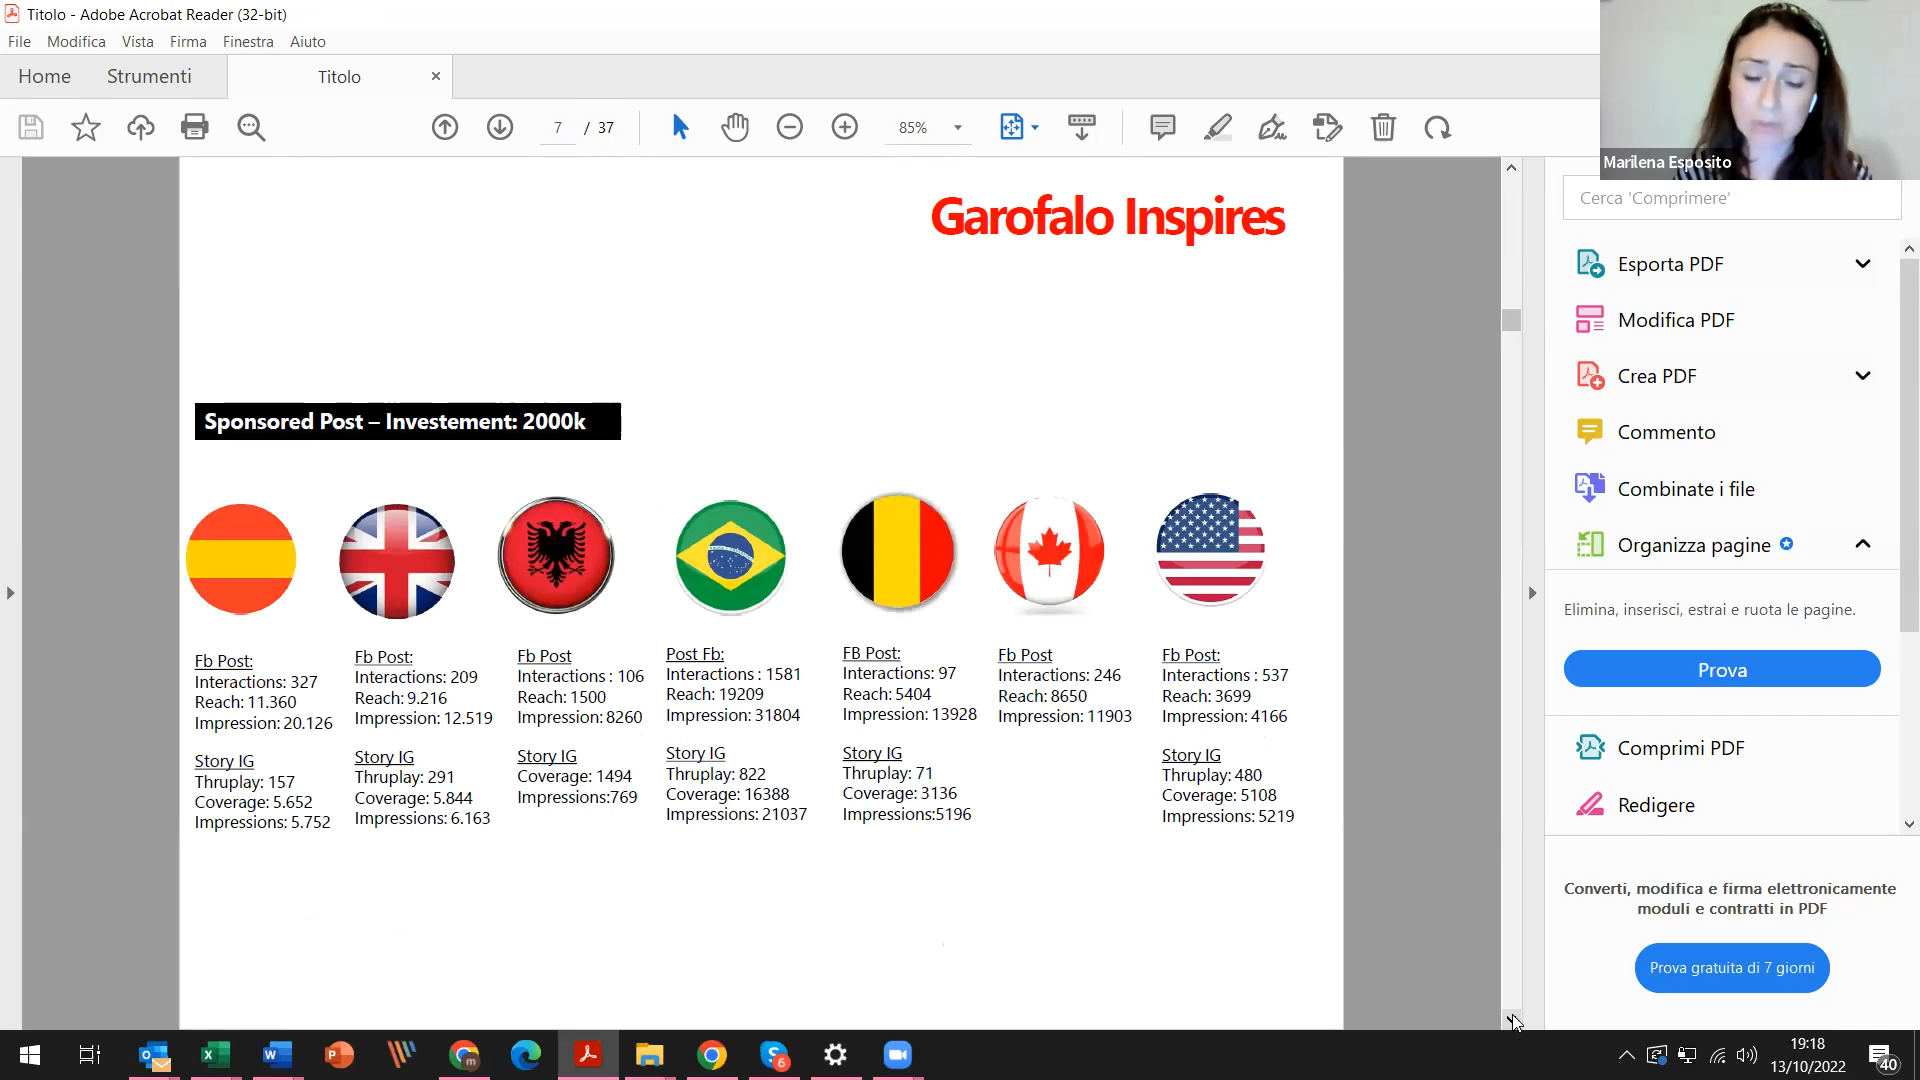 Titolo - Adobe Acrobat Reader (32-bit)
File Modifica Vista Firma Finestra Aiuto
Home Strumenti Titolo ×
7 / 37 85%
Marilena Esposito
Cerca 'Comprimere'
Garofalo Inspires
Sponsored Post – Investement: 2000k
Fb Post:
Interactions: 327
Reach: 11.360
Impression: 20.126
Story IG
Thruplay: 157
Coverage: 5.652
Impressions: 5.752
Fb Post:
Interactions: 209
Reach: 9.216
Impression: 12.519
Story IG
Thruplay: 291
Coverage: 5.844
Impressions: 6.163
Fb Post
Interactions : 106
Reach: 1500
Impression: 8260
Story IG
Coverage: 1494
Impressions:769
Post Fb:
Interactions : 1581
Reach: 19209
Impression: 31804
Story IG
Thruplay: 822
Coverage: 16388
Impressions: 21037
FB Post:
Interactions: 97
Reach: 5404
Impression: 13928
Story IG
Thruplay: 71
Coverage: 3136
Impressions:5196
Fb Post
Interactions: 246
Reach: 8650
Impression: 11903
Fb Post:
Interactions : 537
Reach: 3699
Impression: 4166
Story IG
Thruplay: 480
Coverage: 5108
Impressions: 5219
Esporta PDF
Modifica PDF
Crea PDF
Commento
Combinate i file
Organizza pagine
Elimina, inserisci, estrai e ruota le pagine.
Prova
Comprimi PDF
Redigere
Converti, modifica e firma elettronicamente
moduli e contratti in PDF
Prova gratuita di 7 giorni
19:18
13/10/2022
40
6